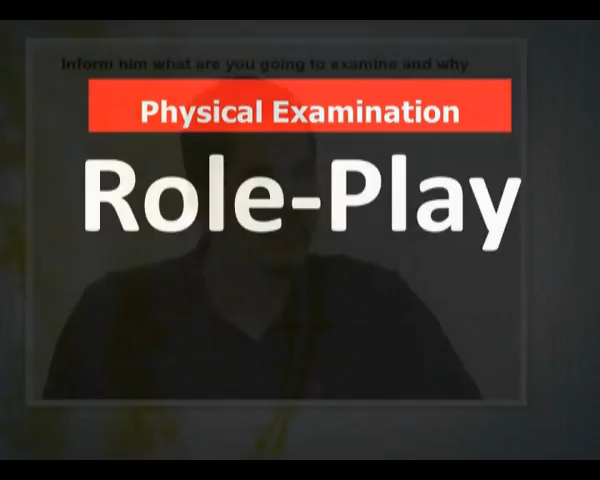 Inform him what are you going to examine and why
Physical Examination
Role-Play